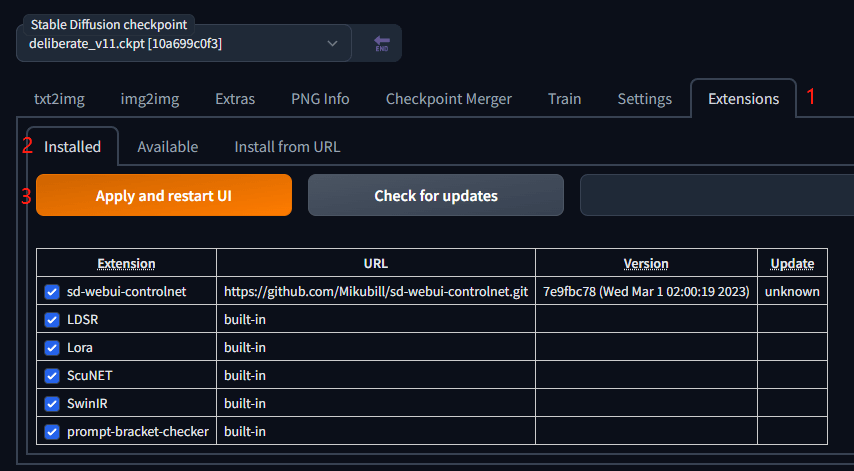 Stable Diffusion checkpoint
deliberate_v11.ckpt [10a699c0f3]
END
txt2img img2img Extras PNG Info Checkpoint Merger Train Settings Extensions 1
2 Installed Available Install from URL
3 Apply and restart UI Check for updates
Extension URL Version Update
sd-webui-controlnet https://github.com/Mikubill/sd-webui-controlnet.git 7e9fbc78 (Wed Mar 1 02:00:19 2023) unknown
LDSR built-in
Lora built-in
ScuNET built-in
SwinIR built-in
prompt-bracket-checker built-in